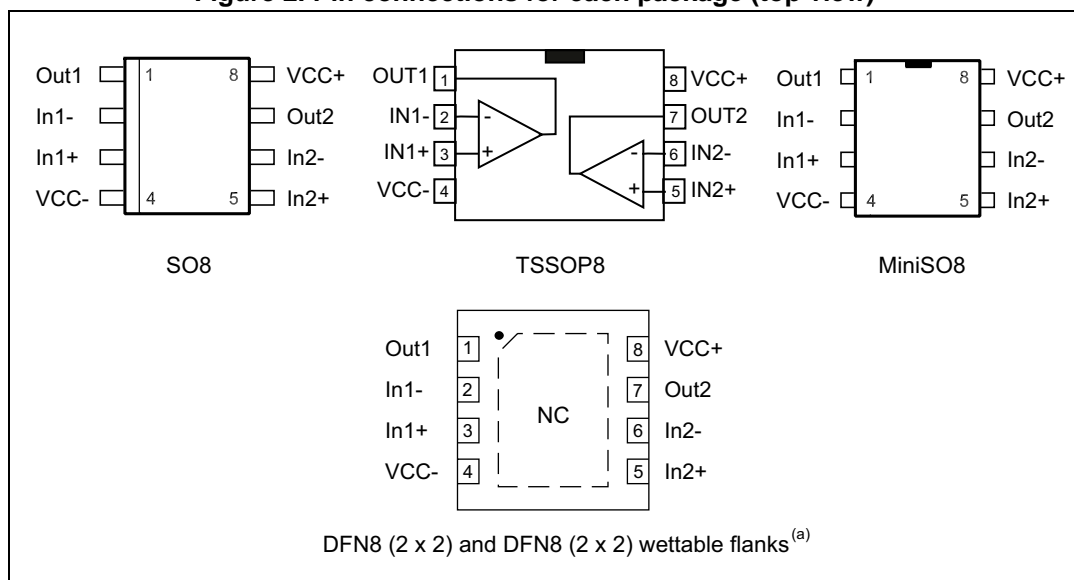 Figure 2. Pin connections for each package (top view)
Out1 1 8 VCC+
In1- Out2
In1+ In2-
VCC- 4 5 In2+
SO8
OUT1 1 8 VCC+
IN1- 2 - 7 OUT2
IN1+ 3 + - 6 IN2-
VCC- 4 + 5 IN2+
TSSOP8
Out1 1 8 VCC+
In1- Out2
In1+ In2-
VCC- 4 5 In2+
MiniSO8
Out1 1 8 VCC+
In1- 2 7 Out2
In1+ 3 NC 6 In2-
VCC- 4 5 In2+
DFN8 (2 x 2) and DFN8 (2 x 2) wettable flanks(a)